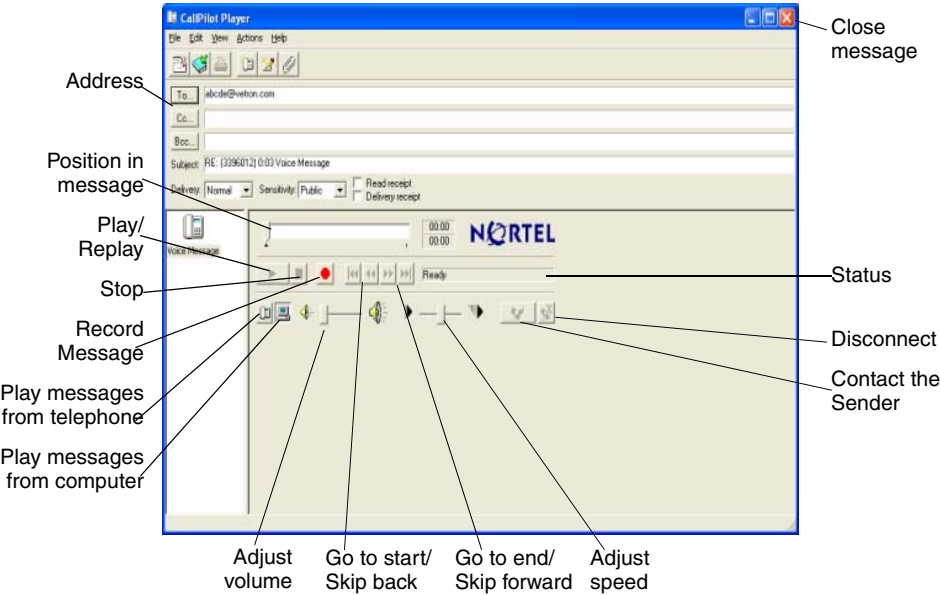 CallPilot Player
File Edit View Actions Help
Close
message
Address
To... abcde@vetron.com
Cc...
Bcc...
Subject: RE: (3396012) 0:03 Voice Message
Delivery: Normal Sensitivity: Public Read receipt
Delivery receipt
Position in
message
Voice Message
00:00
00:00
NORTEL
Play/
Replay
Stop
Ready
Status
Record
Message
Disconnect
Contact the
Sender
Play messages
from telephone
Play messages
from computer
Adjust
volume
Go to start/
Skip back
Go to end/
Skip forward
Adjust
speed